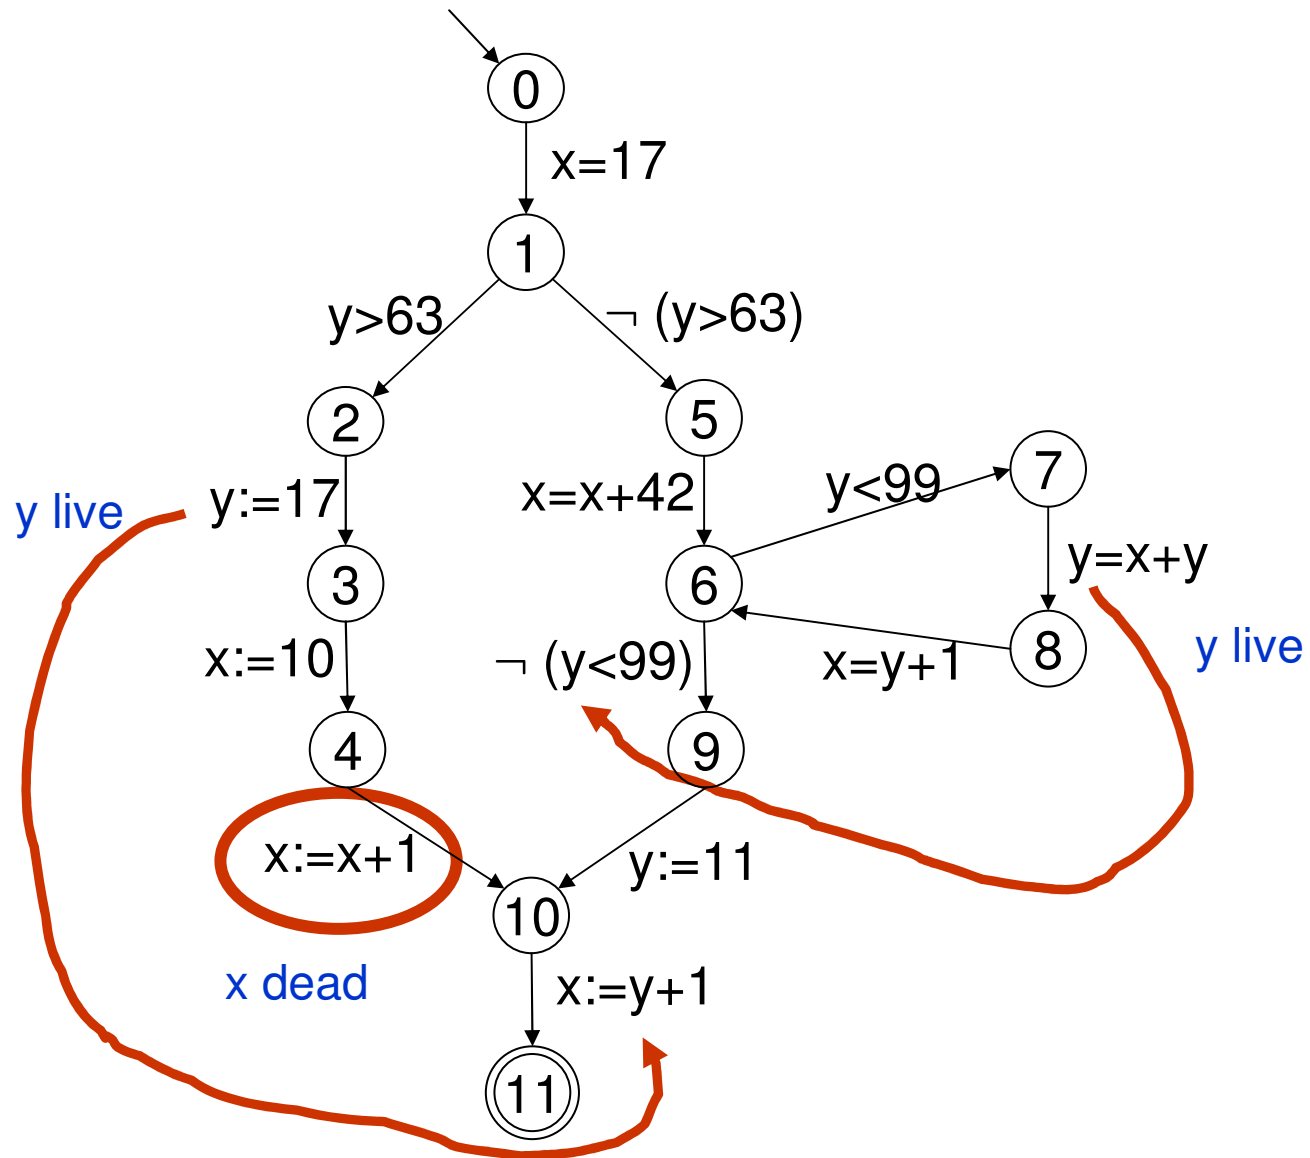 0
x=17
1
y>63
¬ (y>63)
2
5
7
y live
y:=17
x=x+42
y<99
3
6
y=x+y
x:=10
¬ (y<99)
x=y+1
8
y live
4
9
x:=x+1
y:=11
10
x dead
x:=y+1
11